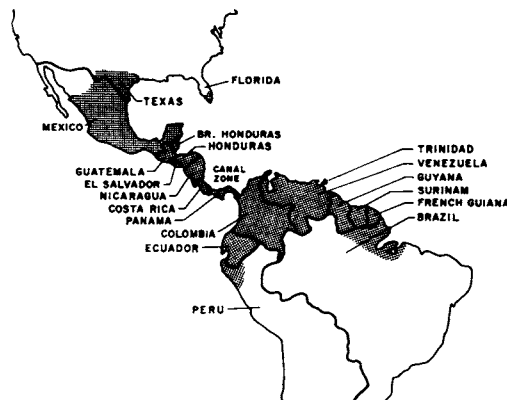 FLORIDA
TEXAS
MEXICO
BR. HONDURAS
HONDURAS
GUATEMALA
CANAL
ZONE
EL SALVADOR
NICARAGUA
COSTA RICA
PANAMA
COLOMBIA
ECUADOR
TRINIDAD
VENEZUELA
GUYANA
SURINAM
FRENCH GUIANA
BRAZIL
PERU